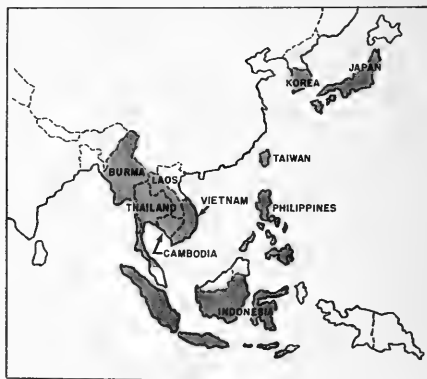 JAPAN
KOREA
TAIWAN
BURMA
LAOS
VIETNAM
THAILAND
PHILIPPINES
CAMBODIA
INDONESIA